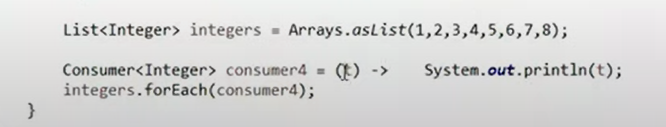 List<Integer> integers = Arrays.asList(1,2,3,4,5,6,7,8);
Consumer<Integer> consumer4 = (t) -> System.out.println(t);
integers.forEach(consumer4);
}